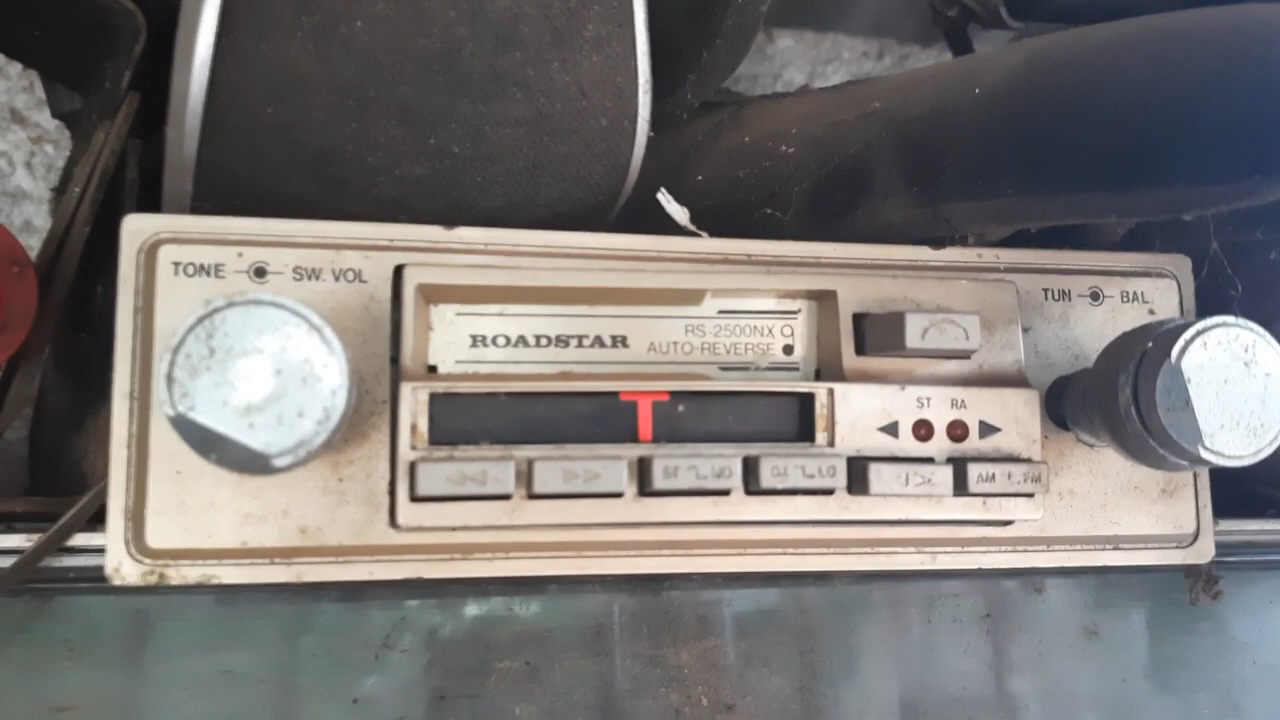 TONE SW. VOL
ROADSTAR
RS-2500NX
AUTO-REVERSE
TUN BAL.
ST RA
AM FM